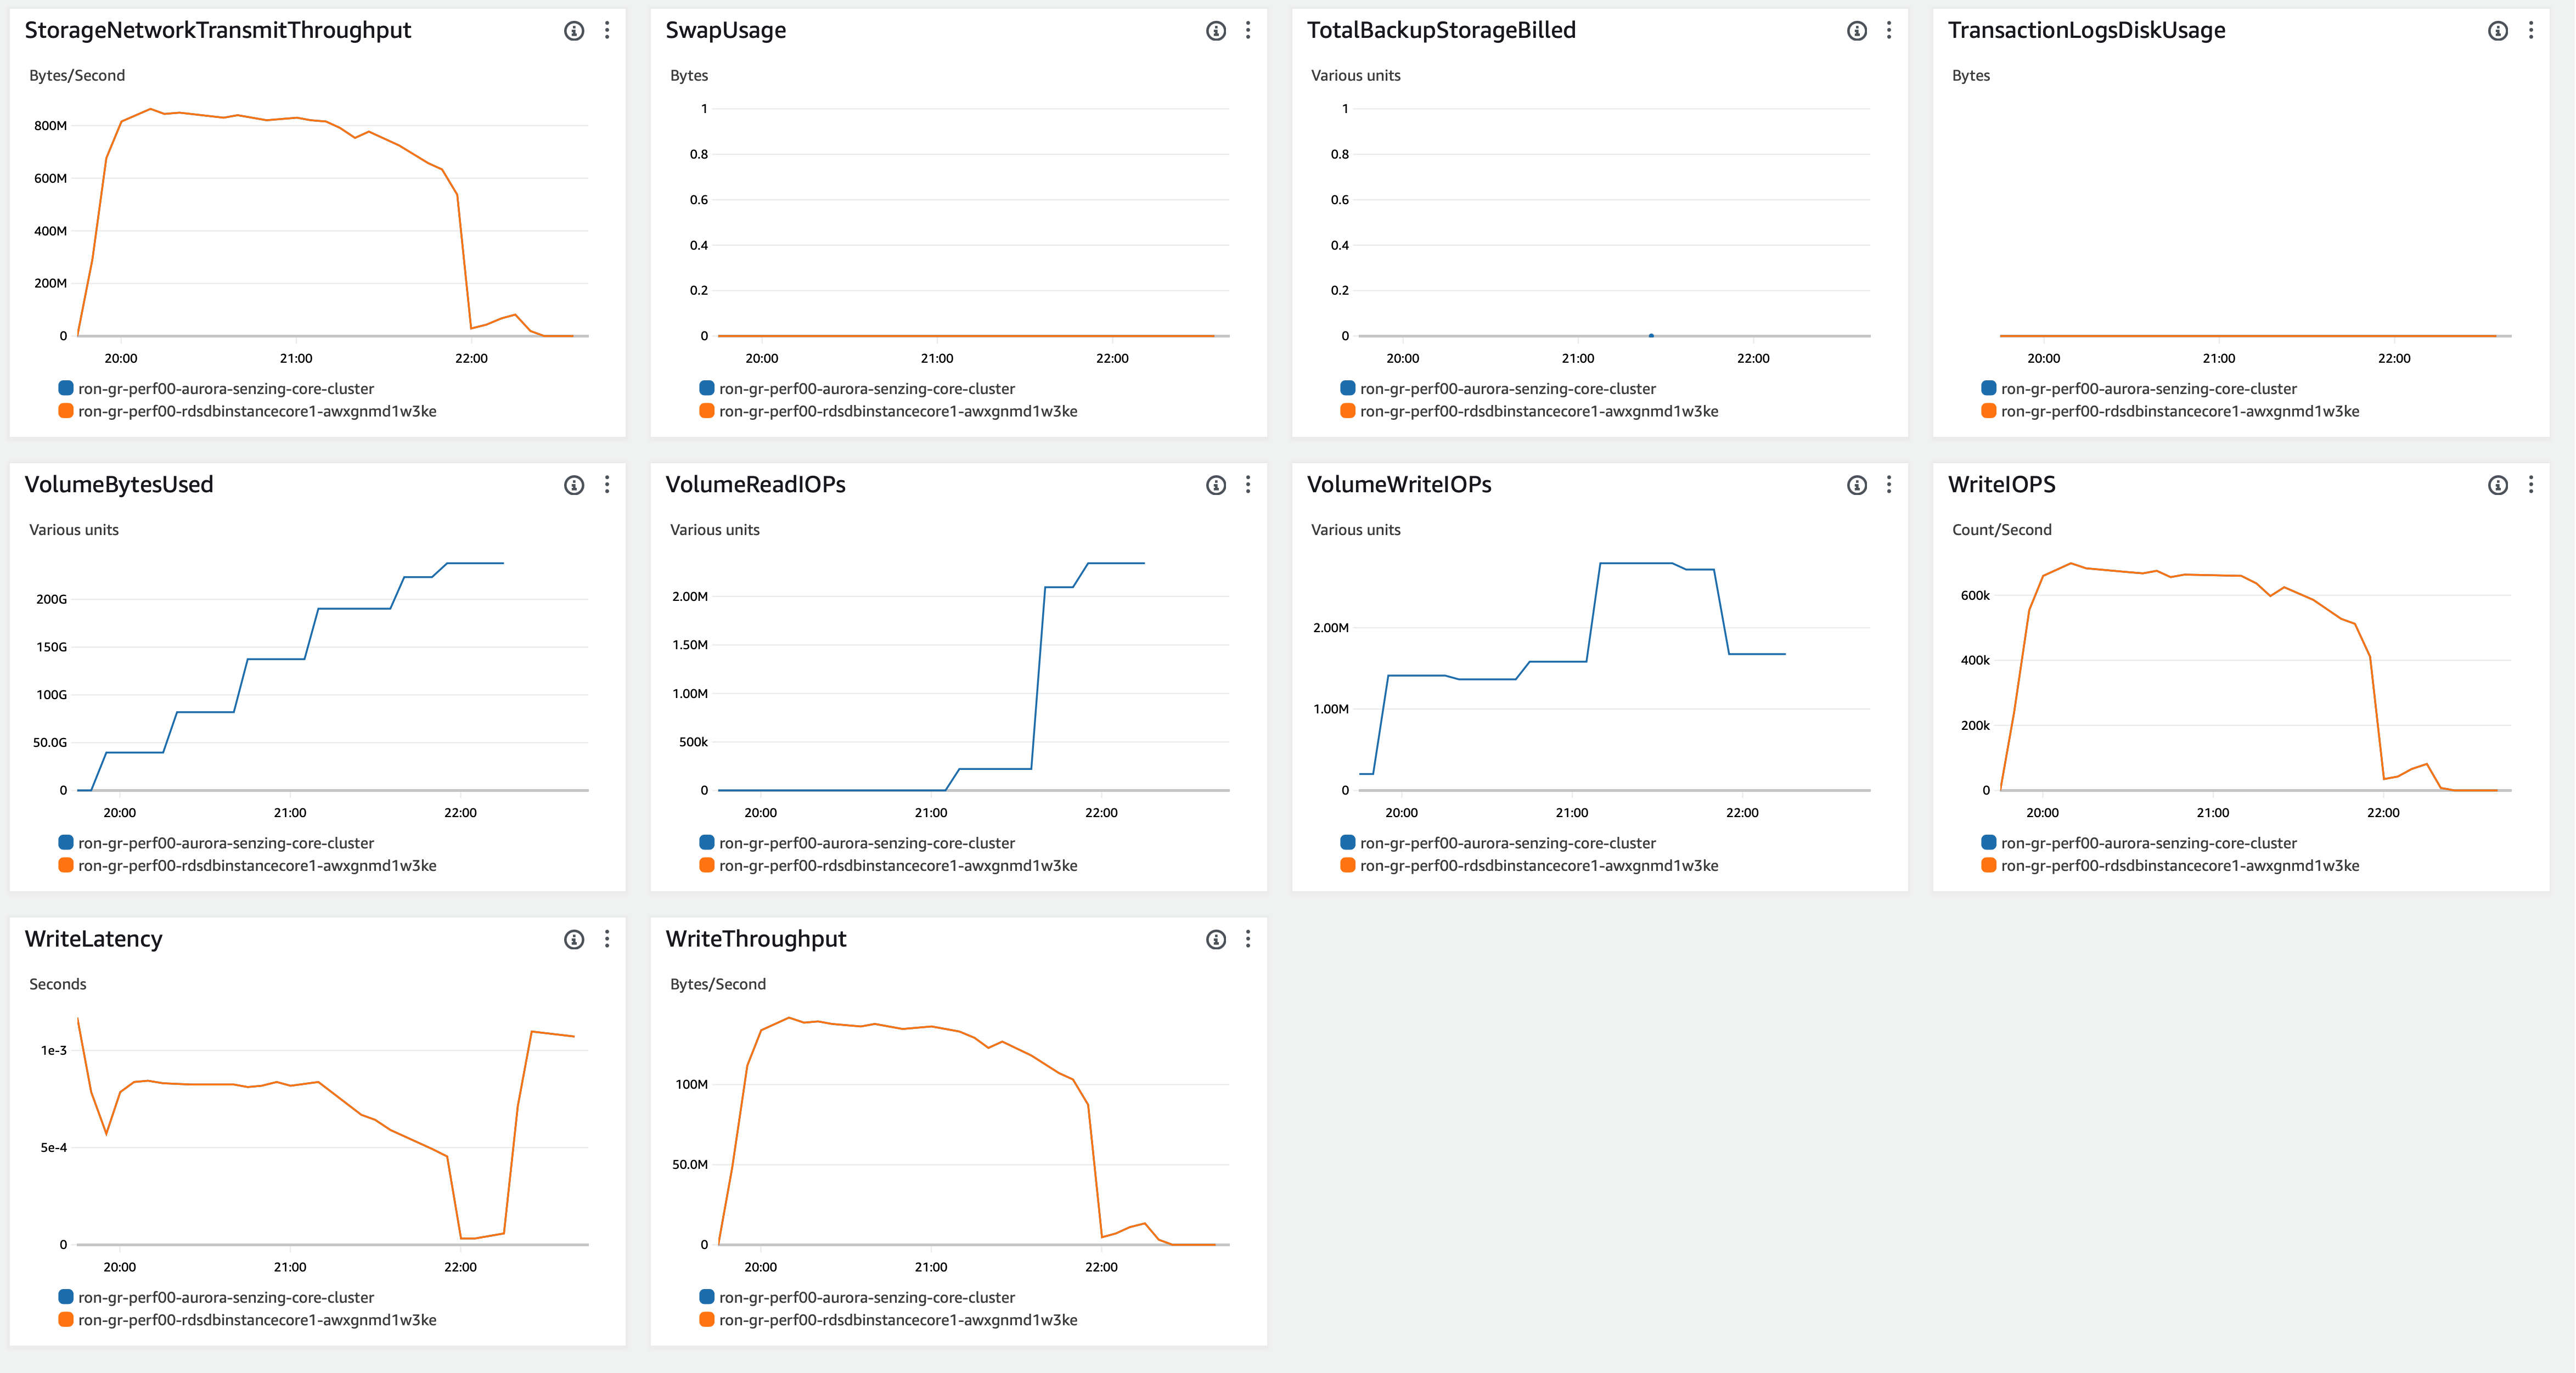 StorageNetworkTransmitThroughput
Bytes/Second
800M
600M
400M
200M
0
20:00 21:00 22:00
ron-gr-perf00-aurora-senzing-core-cluster
ron-gr-perf00-rdsdbinstancecore1-awxgnmd1w3ke
SwapUsage
Bytes
1
0.8
0.6
0.4
0.2
0
20:00 21:00 22:00
ron-gr-perf00-aurora-senzing-core-cluster
ron-gr-perf00-rdsdbinstancecore1-awxgnmd1w3ke
TotalBackupStorageBilled
Various units
1
0.8
0.6
0.4
0.2
0
20:00 21:00 22:00
ron-gr-perf00-aurora-senzing-core-cluster
ron-gr-perf00-rdsdbinstancecore1-awxgnmd1w3ke
TransactionLogsDiskUsage
Bytes
20:00 21:00 22:00
ron-gr-perf00-aurora-senzing-core-cluster
ron-gr-perf00-rdsdbinstancecore1-awxgnmd1w3ke
VolumeBytesUsed
Various units
200G
150G
100G
50.0G
0
20:00 21:00 22:00
ron-gr-perf00-aurora-senzing-core-cluster
ron-gr-perf00-rdsdbinstancecore1-awxgnmd1w3ke
VolumeReadIOPs
Various units
2.00M
1.50M
1.00M
500k
0
20:00 21:00 22:00
ron-gr-perf00-aurora-senzing-core-cluster
ron-gr-perf00-rdsdbinstancecore1-awxgnmd1w3ke
VolumeWriteIOPs
Various units
2.00M
1.00M
0
20:00 21:00 22:00
ron-gr-perf00-aurora-senzing-core-cluster
ron-gr-perf00-rdsdbinstancecore1-awxgnmd1w3ke
WriteIOPS
Count/Second
600k
400k
200k
0
20:00 21:00 22:00
ron-gr-perf00-aurora-senzing-core-cluster
ron-gr-perf00-rdsdbinstancecore1-awxgnmd1w3ke
WriteLatency
Seconds
1e-3
5e-4
0
20:00 21:00 22:00
ron-gr-perf00-aurora-senzing-core-cluster
ron-gr-perf00-rdsdbinstancecore1-awxgnmd1w3ke
WriteThroughput
Bytes/Second
100M
50.0M
0
20:00 21:00 22:00
ron-gr-perf00-aurora-senzing-core-cluster
ron-gr-perf00-rdsdbinstancecore1-awxgnmd1w3ke